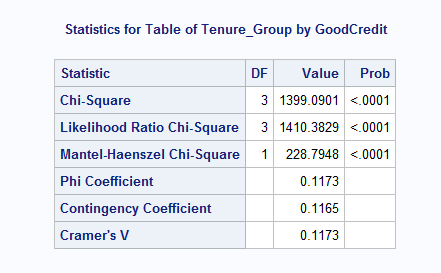 Statistics for Table of Tenure_Group by GoodCredit
Statistic DF Value Prob
Chi-Square 3 1399.0901 <.0001
Likelihood Ratio Chi-Square 3 1410.3829 <.0001
Mantel-Haenszel Chi-Square 1 228.7948 <.0001
Phi Coefficient 0.1173
Contingency Coefficient 0.1165
Cramer's V 0.1173